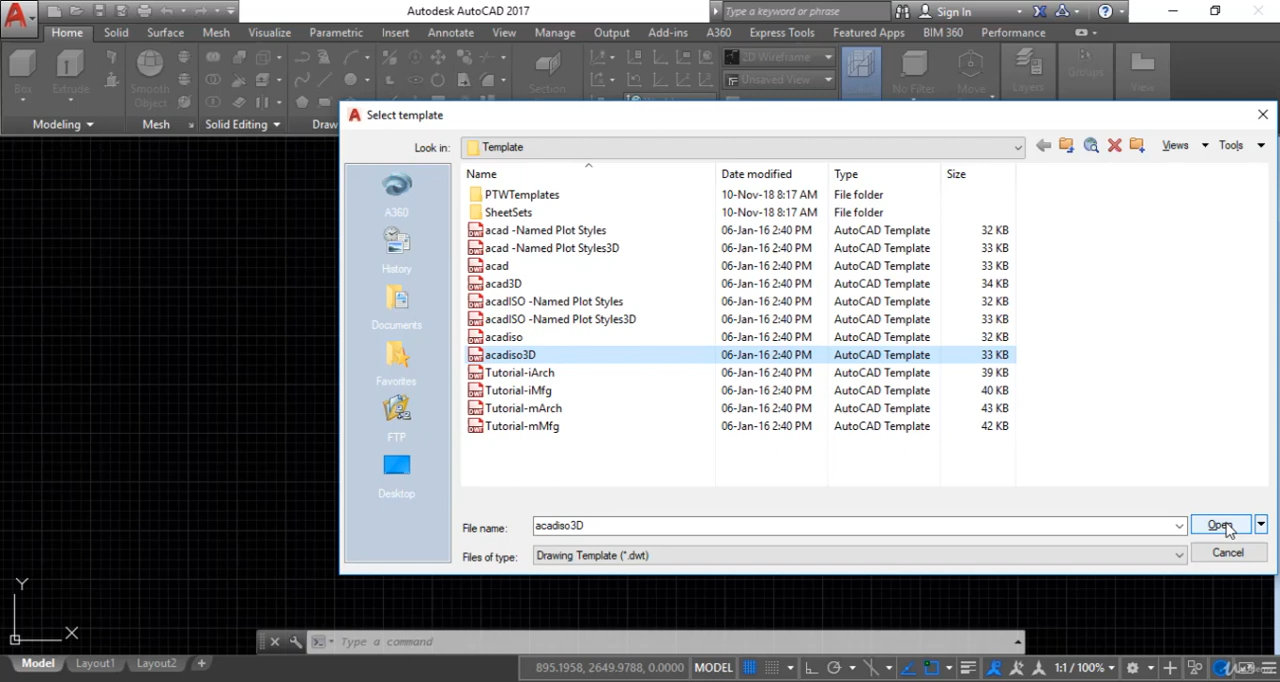 Autodesk AutoCAD 2017
Type a keyword or phrase
Sign In
Home Solid Surface Mesh Visualize Parametric Insert Annotate View Manage Output Add-ins A360 Express Tools Featured Apps BIM 360 Performance
2D Wireframe
Unsaved View
Box Extrude Smooth Object Section No Filter Move Layers Groups View
Modeling Mesh Solid Editing Draw
Select template
Look in: Template Views Tools
Name Date modified Type Size
PTWTemplates 10-Nov-18 8:17 AM File folder
SheetSets 10-Nov-18 8:17 AM File folder
acad -Named Plot Styles 06-Jan-16 2:40 PM AutoCAD Template 32 KB
acad -Named Plot Styles3D 06-Jan-16 2:40 PM AutoCAD Template 33 KB
acad 06-Jan-16 2:40 PM AutoCAD Template 33 KB
acad3D 06-Jan-16 2:40 PM AutoCAD Template 34 KB
acadISO -Named Plot Styles 06-Jan-16 2:40 PM AutoCAD Template 32 KB
acadISO -Named Plot Styles3D 06-Jan-16 2:40 PM AutoCAD Template 33 KB
acadiso 06-Jan-16 2:40 PM AutoCAD Template 32 KB
acadiso3D 06-Jan-16 2:40 PM AutoCAD Template 33 KB
Tutorial-iArch 06-Jan-16 2:40 PM AutoCAD Template 39 KB
Tutorial-iMfg 06-Jan-16 2:40 PM AutoCAD Template 40 KB
Tutorial-mArch 06-Jan-16 2:40 PM AutoCAD Template 43 KB
Tutorial-mMfg 06-Jan-16 2:40 PM AutoCAD Template 42 KB
A360
History
Documents
Favorites
FTP
Desktop
File name: acadiso3D Open
Files of type: Drawing Template (*.dwt) Cancel
Y
X
Type a command
Model Layout1 Layout2 + 895.1958, 2649.9788, 0.0000 MODEL 1:1 / 100%